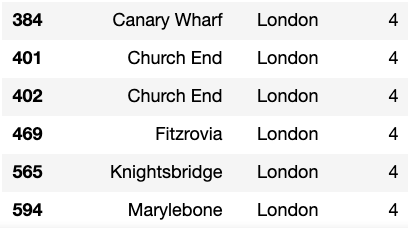 384 Canary Wharf London 4
401 Church End London 4
402 Church End London 4
469 Fitzrovia London 4
565 Knightsbridge London 4
594 Marylebone London 4